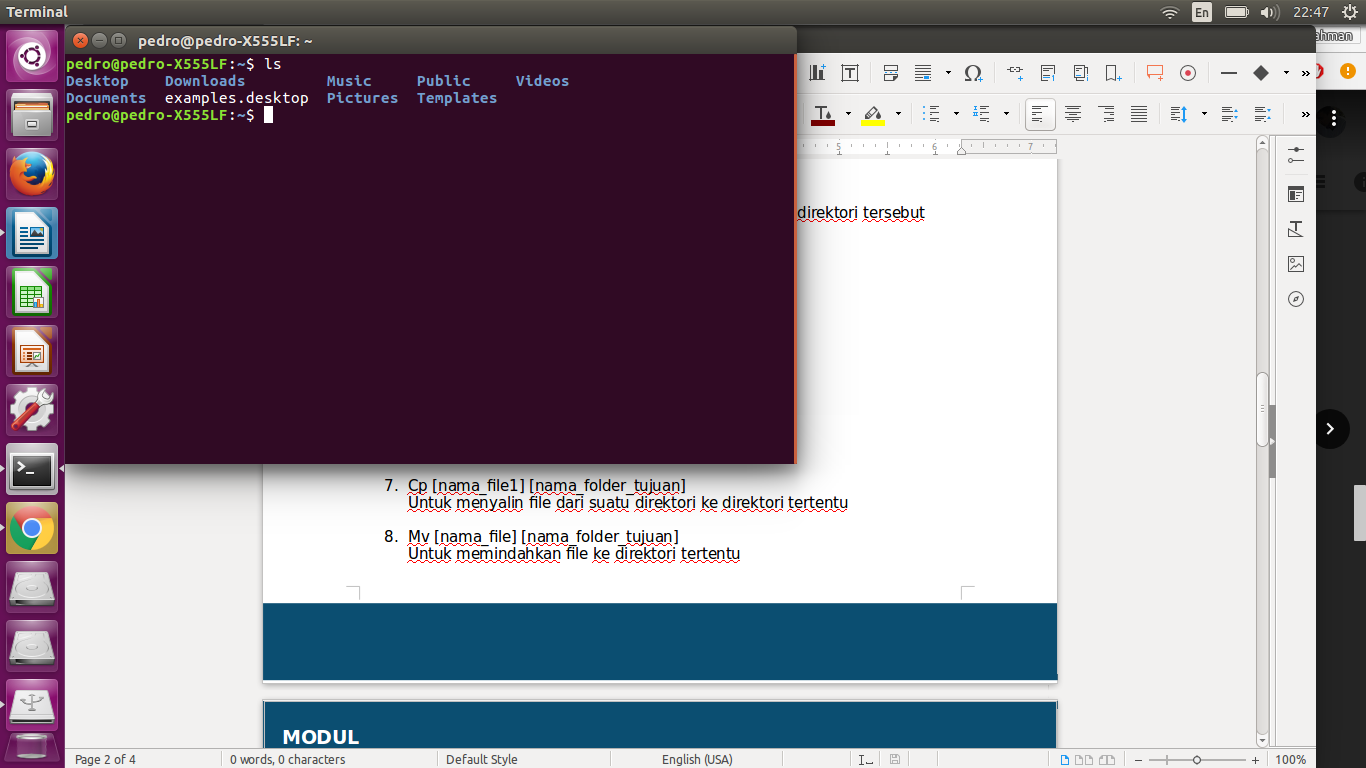 Terminal
En
22:47
pedro@pedro-X555LF: ~
pedro@pedro-X555LF:~$ ls
Desktop Downloads Music Public Videos
Documents examples.desktop Pictures Templates
pedro@pedro-X555LF:~$
5 6 7
direktori tersebut
7. Cp [nama_file1] [nama_folder_tujuan]
Untuk menyalin file dari suatu direktori ke direktori tertentu
8. Mv [nama_file] [nama_folder_tujuan]
Untuk memindahkan file ke direktori tertentu
MODUL
Page 2 of 4 0 words, 0 characters Default Style English (USA) 100%